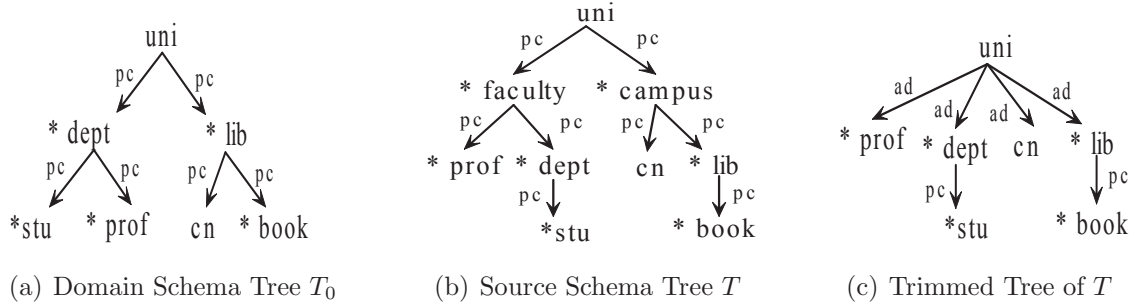 uni
pc pc
* dept * lib
pc pc pc pc
*stu * prof cn * book
(a) Domain Schema Tree T0
uni
pc pc
* faculty * campus
pc pc pc pc
* prof * dept cn * lib
pc pc
*stu * book
(b) Source Schema Tree T
uni
ad ad ad ad
* prof * dept cn * lib
pc pc
*stu * book
(c) Trimmed Tree of T